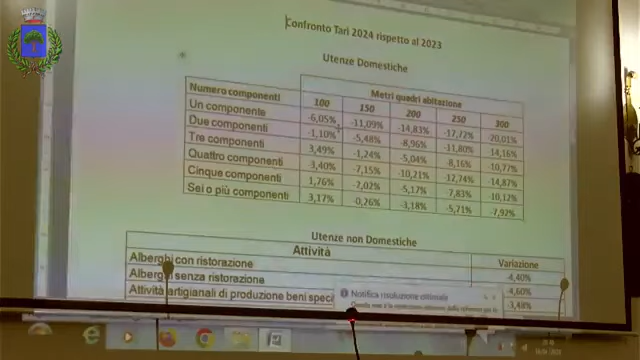 Confronto Tari 2024 rispetto al 2023
Utenze Domestiche
Numero componenti Metri quadri abitazione
100 150 200 250 300
Un componente -6,05% -11,09% -14,83% -17,72% -20,01%
Due componenti -1,10% -5,48% -8,96% -11,80% 14,16%
Tre componenti 3,49% -1,24% -5,04% 8,16% -10,77%
Quattro componenti -3,40% -7,15% -10,21% -12,74% -14,87%
Cinque componenti 1,76% -2,02% -5,17% 7,83% -10,12%
Sei o più componenti 3,17% -0,26% -3,18% -5,71% -7,92%
Utenze non Domestiche
Attività Variazione
Alberghi con ristorazione -4,40%
Alberghi senza ristorazione -4,60%
Attività artigianali di produzione beni speci -3,48%
Notifica risoluzione ottimale